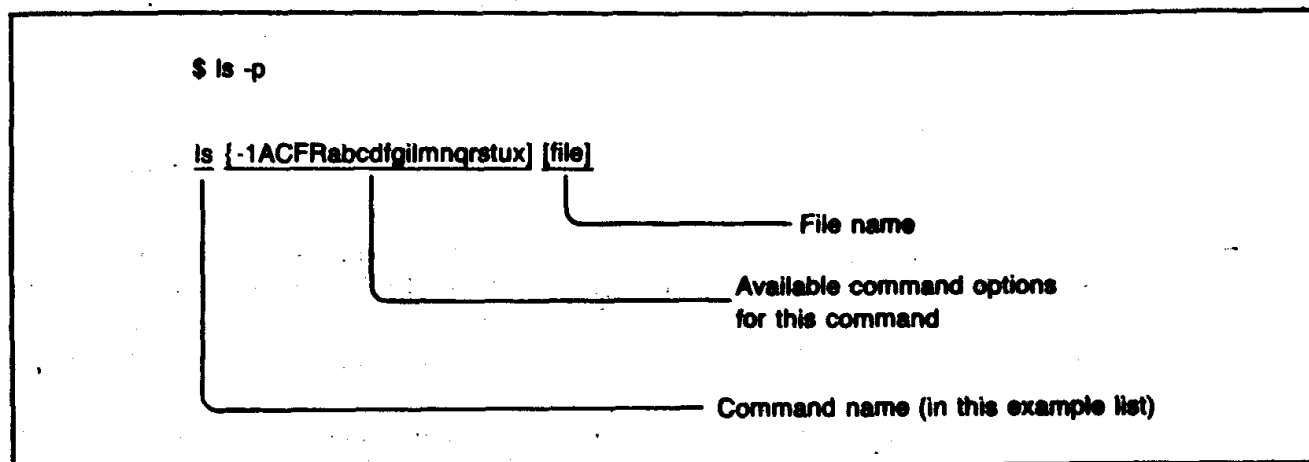 $ ls -p
ls {-1ACFRabcdfgilmnqrstux] [file]
File name
Available command options
for this command
Command name (in this example list)